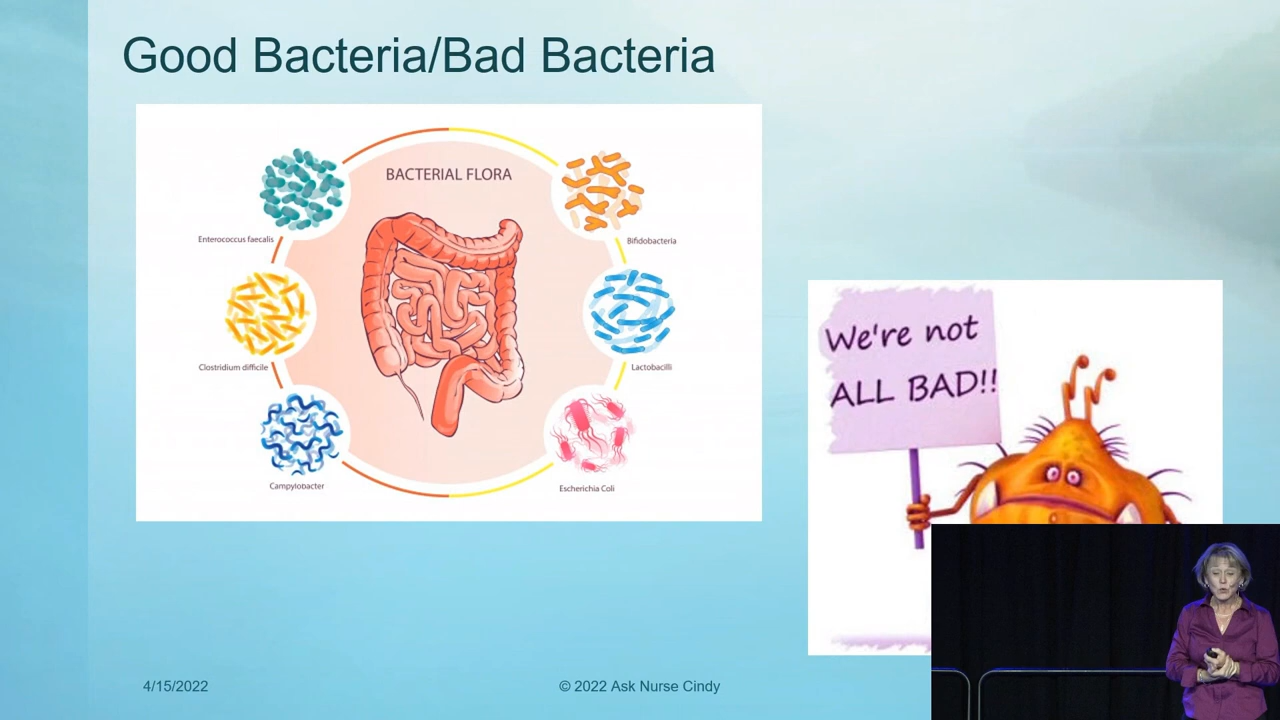 Good Bacteria/Bad Bacteria
BACTERIAL FLORA
Enterococcus faecalis
Bifidobacteria
Clostridium difficile
Lactobacilli
Campylobacter
Escherichia Coli
We're not
ALL BAD!!
4/15/2022
© 2022 Ask Nurse Cindy